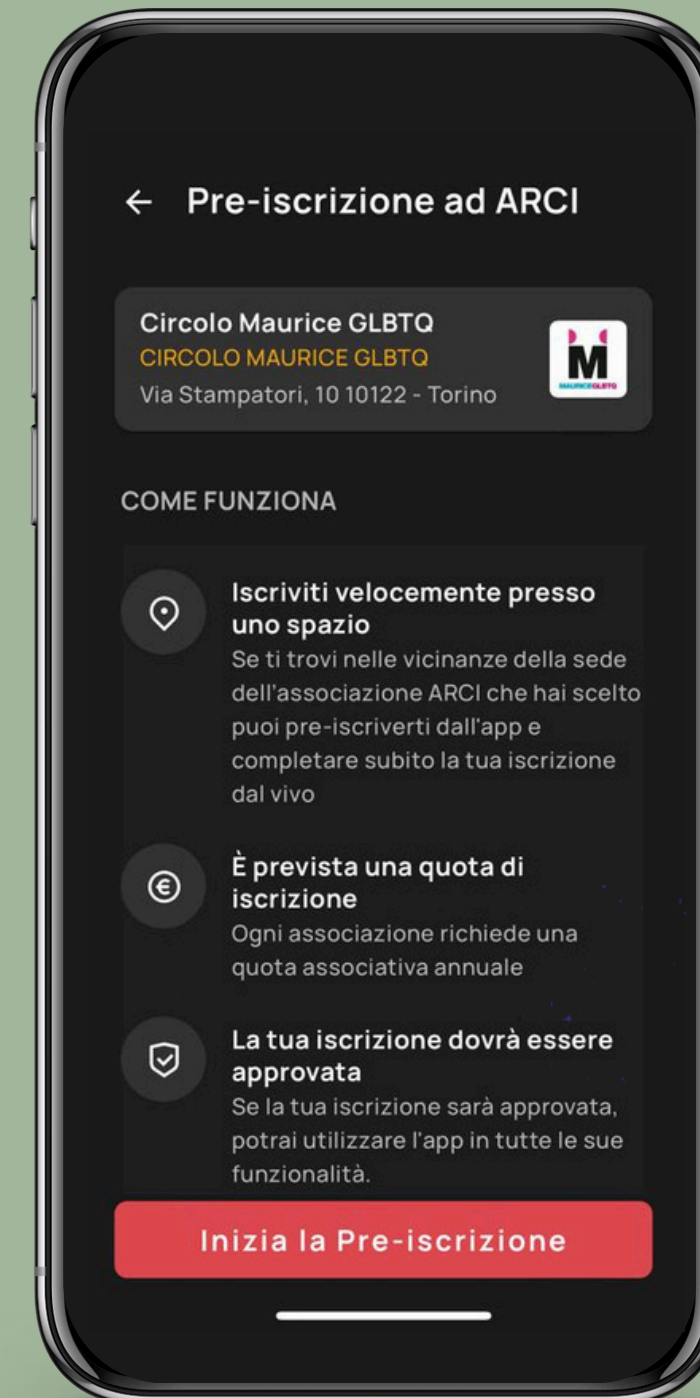 Pre-iscrizione ad ARCI
Circolo Maurice GLBTQ
CIRCOLO MAURICE GLBTQ
Via Stampatori, 10 10122 - Torino
M
MAURICEGLBTQ
COME FUNZIONA
Iscriviti velocemente presso
uno spazio
Se ti trovi nelle vicinanze della sede
dell'associazione ARCI che hai scelto
puoi pre-iscriverti dall'app e
completare subito la tua iscrizione
dal vivo
È prevista una quota di
iscrizione
Ogni associazione richiede una
quota associativa annuale
La tua iscrizione dovrà essere
approvata
Se la tua iscrizione sarà approvata,
potrai utilizzare l'app in tutte le sue
funzionalità.
Inizia la Pre-iscrizione